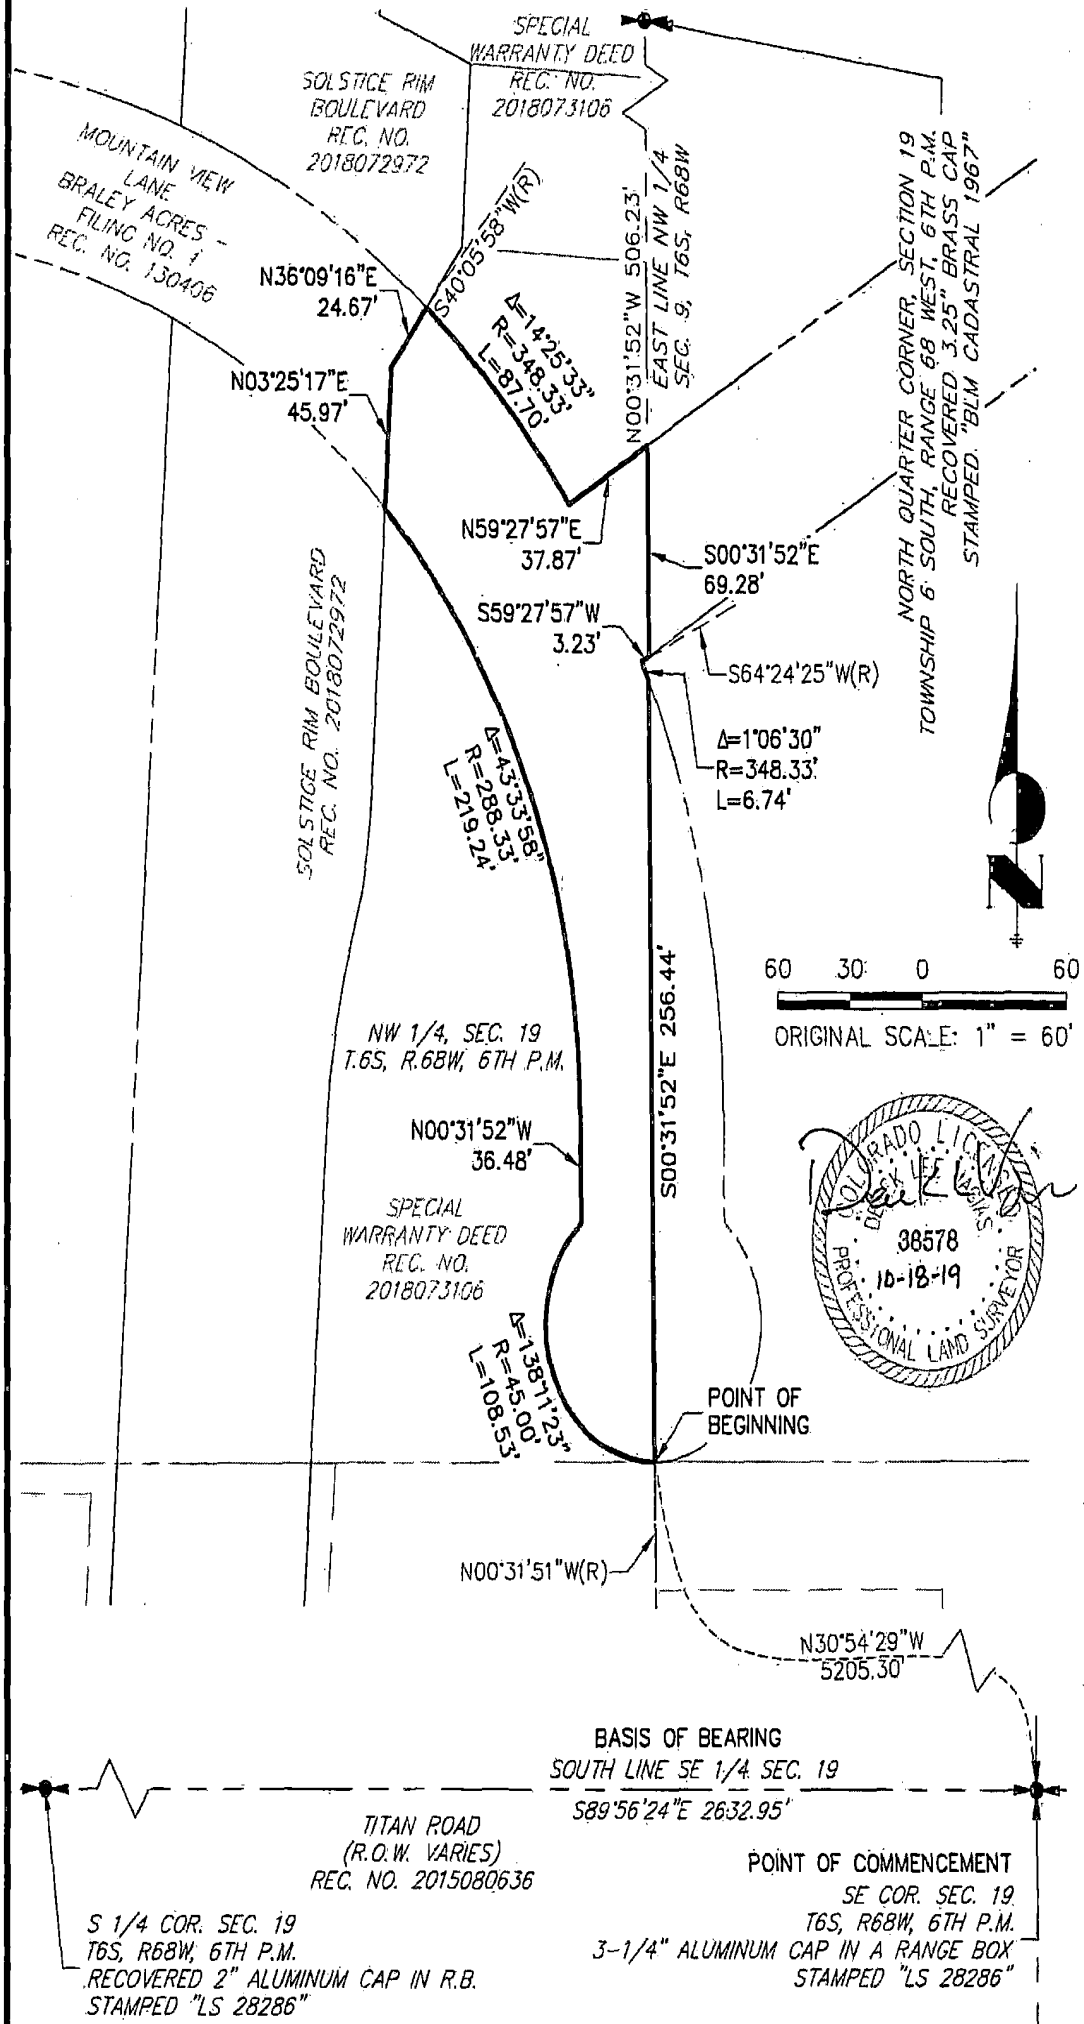 SPECIAL
WARRANTY DEED
REC. NO.
2018073106
SOLSTICE RIM
BOULEVARD
REC. NO.
2018072972
MOUNTAIN VIEW
LANE
BRALEY ACRES -
FILING NO. 1
REC. NO. 130406
S40°05'58"W(R)
N36°09'16"E
24.67'
N03°25'17"E
45.97'
Δ=14°25'33"
R=348.33'
L=87.70'
N00°31'52"W 506.23'
EAST LINE NW 1/4
SEC. 9, T6S, R68W
NORTH QUARTER CORNER, SECTION 19
TOWNSHIP 6 SOUTH, RANGE 68 WEST, 6TH P.M.
RECOVERED 3.25" BRASS CAP
STAMPED "BLM CADASTRAL 1967"
N59°27'57"E
37.87'
S00°31'52"E
69.28'
S59°27'57"W
3.23'
S64°24'25"W(R)
Δ=1°06'30"
R=348.33'
L=6.74'
SOLSTICE RIM BOULEVARD
REC. NO. 2018072972
Δ=43°33'58"
R=288.33'
L=219.24'
S00°31'52"E 256.44'
N
60 30 0 60
ORIGINAL SCALE: 1" = 60'
NW 1/4, SEC. 19
T.6S, R.68W, 6TH P.M.
N00°31'52"W
36.48'
SPECIAL
WARRANTY DEED
REC. NO.
2018073106
COLORADO LICENSED
38578
10-18-19
PROFESSIONAL LAND SURVEYOR
Δ=138°11'23"
R=45.00'
L=108.53'
POINT OF
BEGINNING
N00°31'51"W(R)
N30°54'29"W
5205.30'
BASIS OF BEARING
SOUTH LINE SE 1/4 SEC. 19
S89°56'24"E 2632.95'
TITAN ROAD
(R.O.W. VARIES)
REC. NO. 2015080636
POINT OF COMMENCEMENT
SE COR. SEC. 19
T6S, R68W, 6TH P.M.
3-1/4" ALUMINUM CAP IN A RANGE BOX
STAMPED "LS 28286"
S 1/4 COR. SEC. 19
T6S, R68W, 6TH P.M.
RECOVERED 2" ALUMINUM CAP IN R.B.
STAMPED "LS 28286"